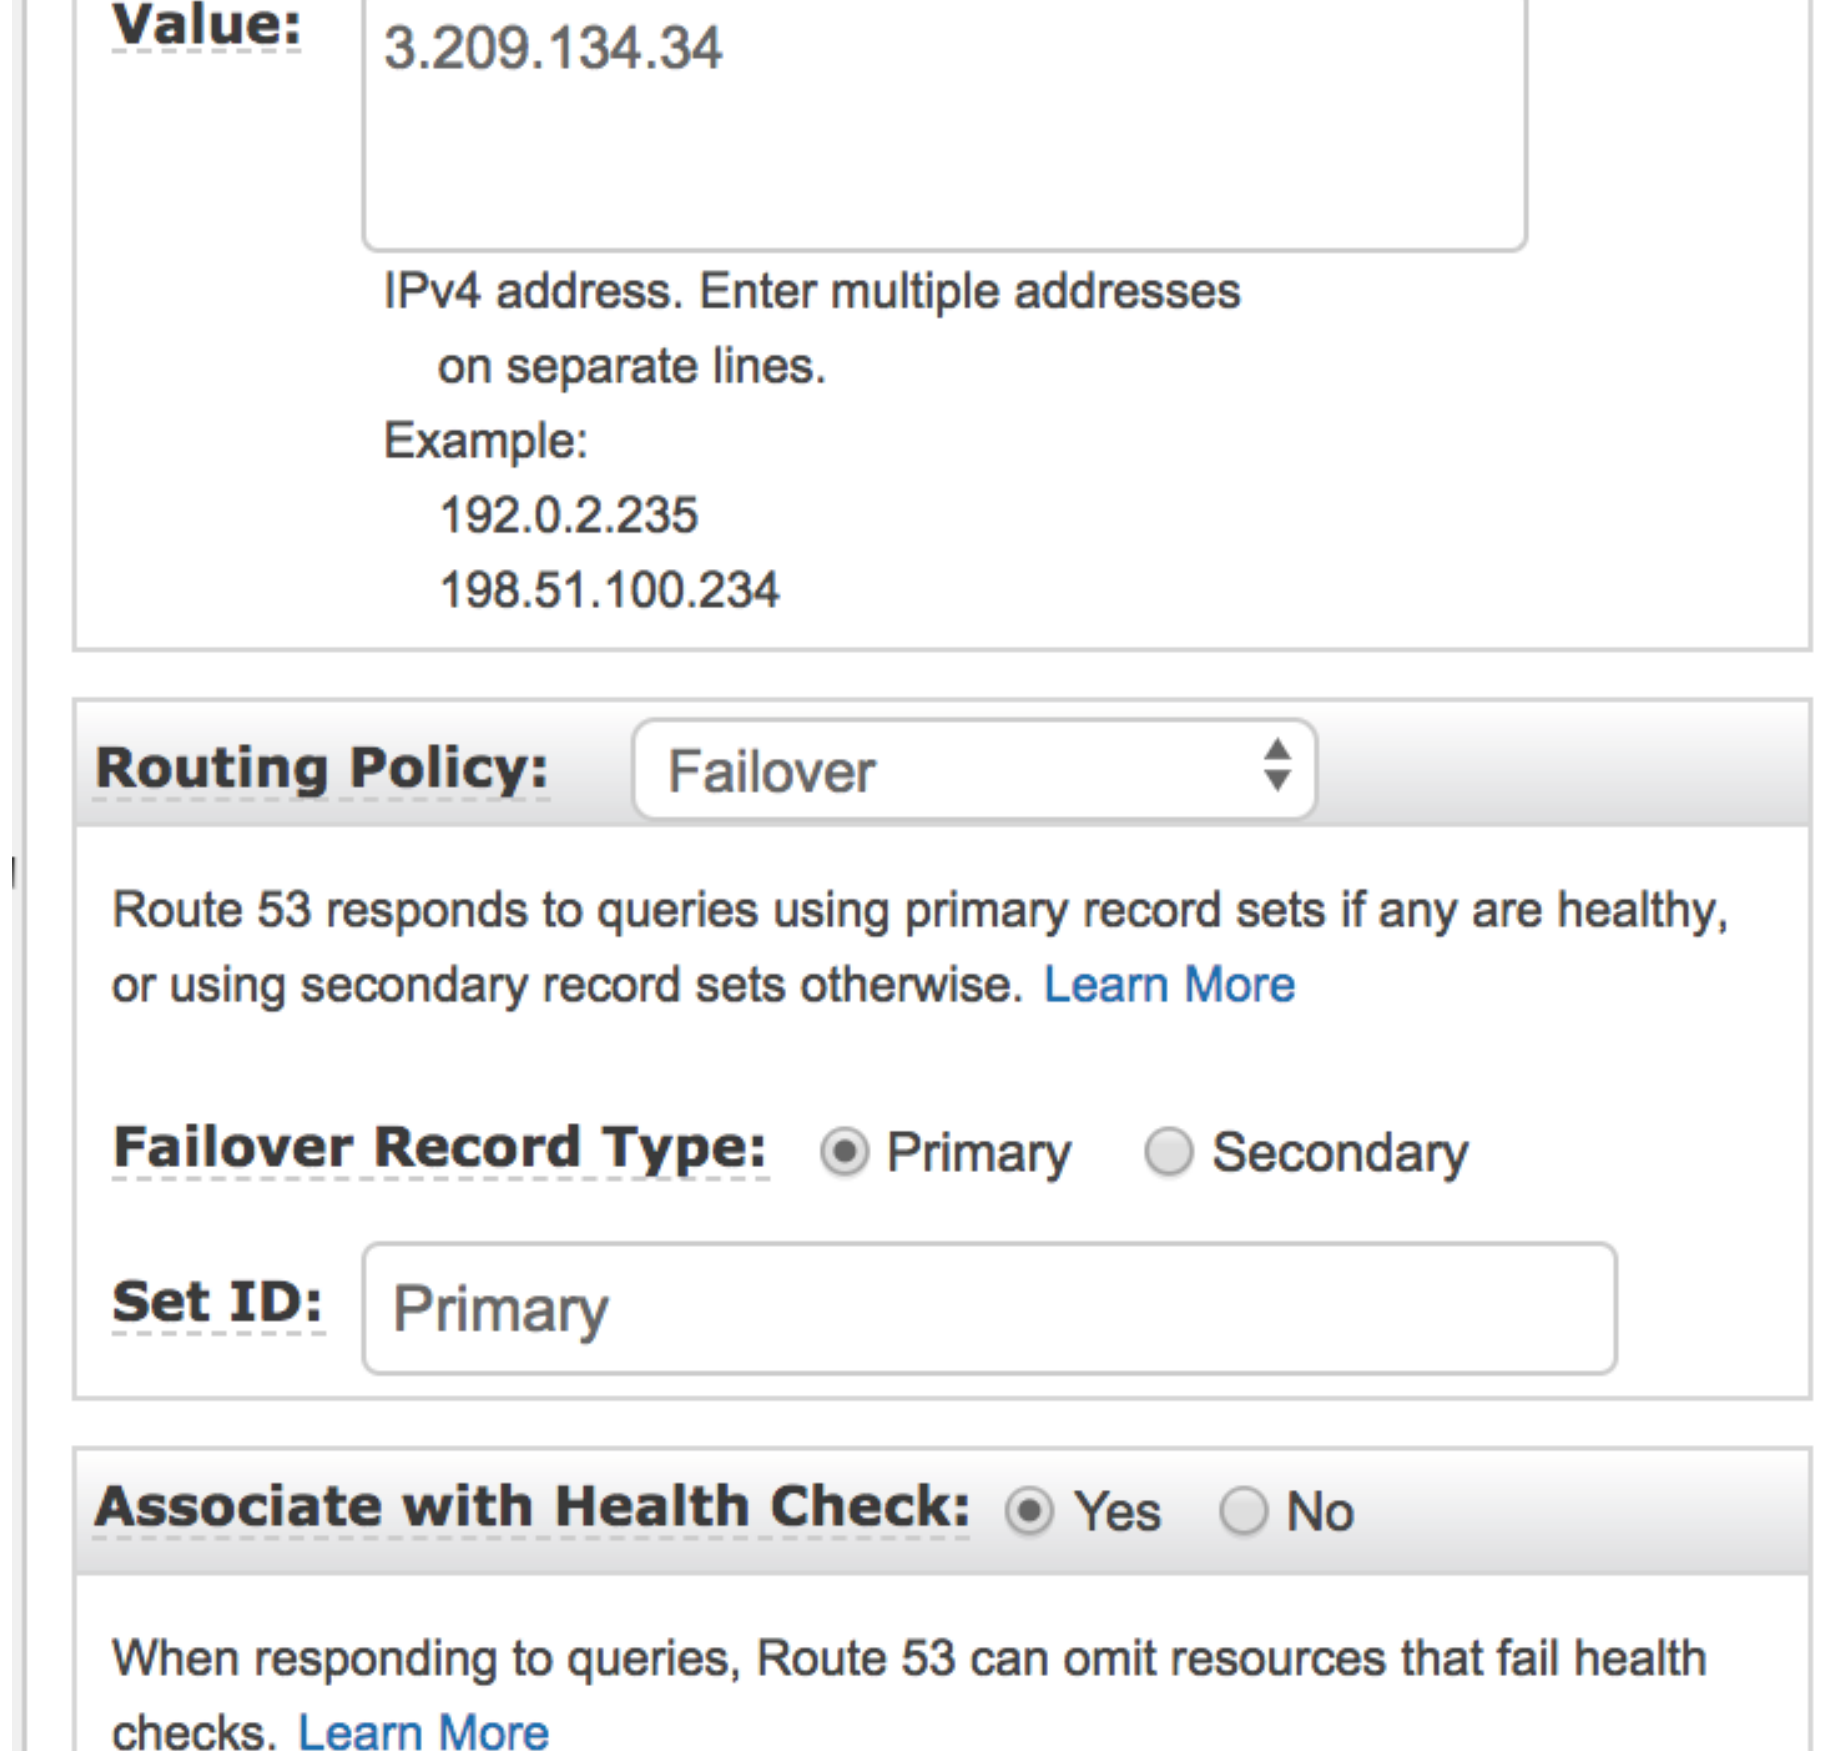 Value: 3.209.134.34
IPv4 address. Enter multiple addresses
on separate lines.
Example:
192.0.2.235
198.51.100.234
Routing Policy: Failover
Route 53 responds to queries using primary record sets if any are healthy,
or using secondary record sets otherwise. Learn More
Failover Record Type: Primary Secondary
Set ID: Primary
Associate with Health Check: Yes No
When responding to queries, Route 53 can omit resources that fail health
checks. Learn More